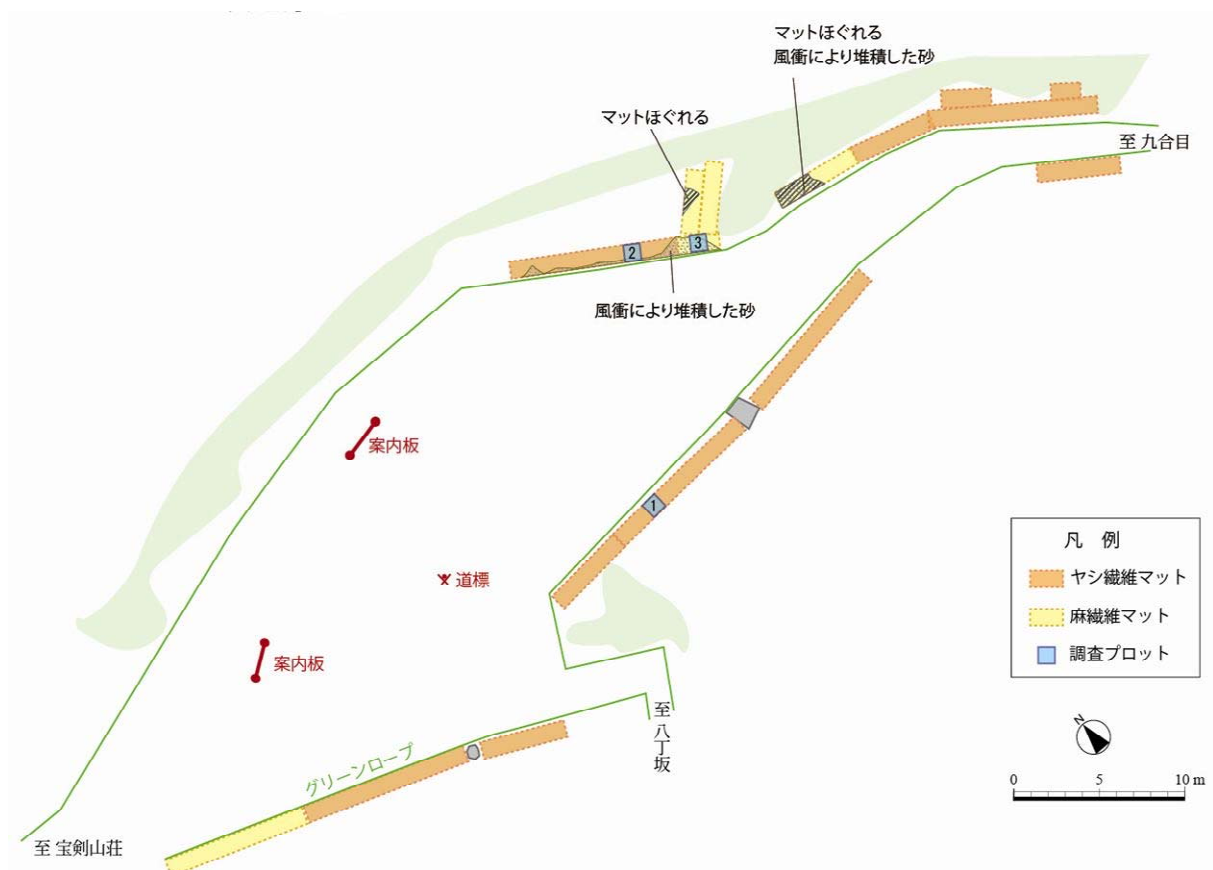 マットほぐれる
風衝により堆積した砂
マットほぐれる
至 九合目
2
3
風衝により堆積した砂
案内板
1
道標
案内板
凡 例
ヤシ繊維マット
麻繊維マット
調査プロット
至 八丁坂
グリーンロープ
N
0 5 10 m
至 宝剣山荘